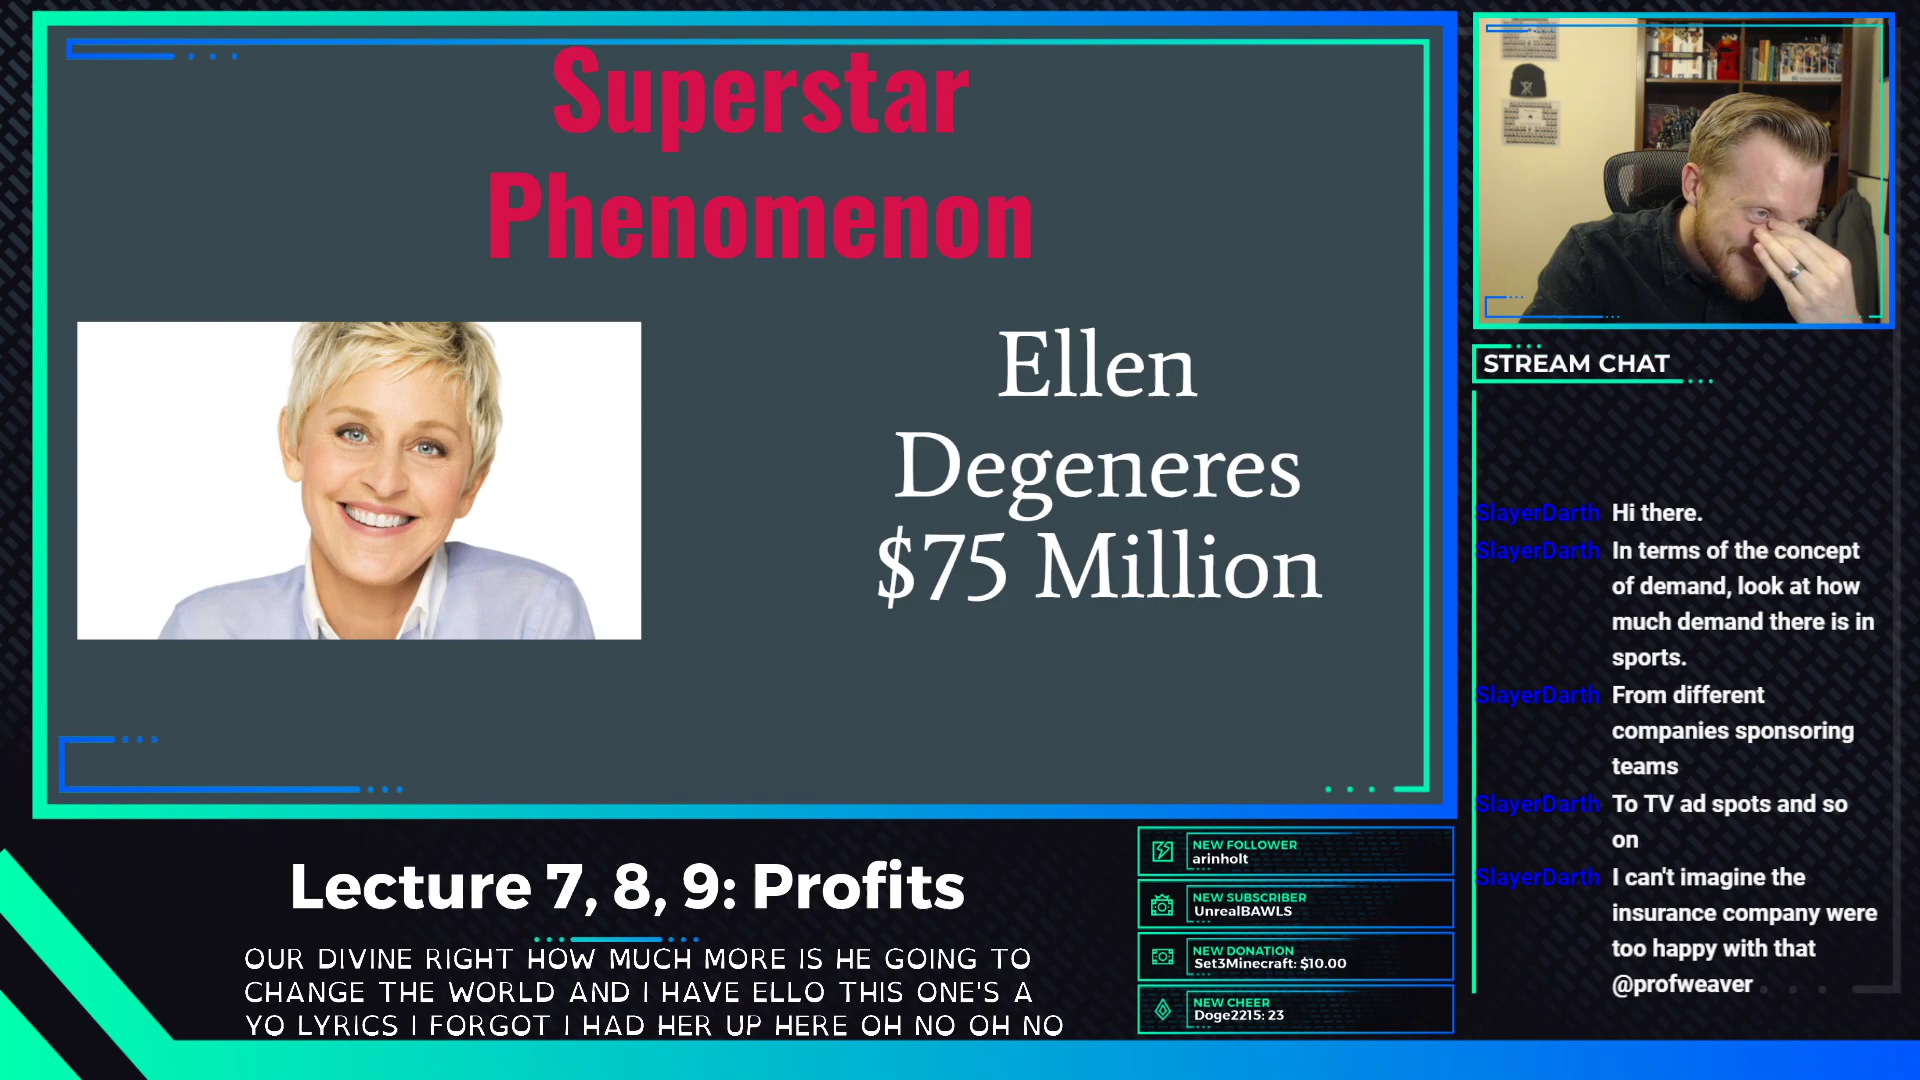 Superstar
Phenomenon
Ellen
Degeneres
$75 Million
STREAM CHAT
SlayerDarth Hi there.
SlayerDarth In terms of the concept
of demand, look at how
much demand there is in
sports.
SlayerDarth From different
companies sponsoring
teams
SlayerDarth To TV ad spots and so
on
SlayerDarth I can't imagine the
insurance company were
too happy with that
@profweaver
Lecture 7, 8, 9: Profits
OUR DIVINE RIGHT HOW MUCH MORE IS HE GOING TO
CHANGE THE WORLD AND I HAVE ELLO THIS ONE'S A
YO LYRICS I FORGOT I HAD HER UP HERE OH NO OH NO
NEW FOLLOWER
arinholt
NEW SUBSCRIBER
UnrealBAWLS
NEW DONATION
Set3Minecraft: $10.00
NEW CHEER
Doge2215: 23